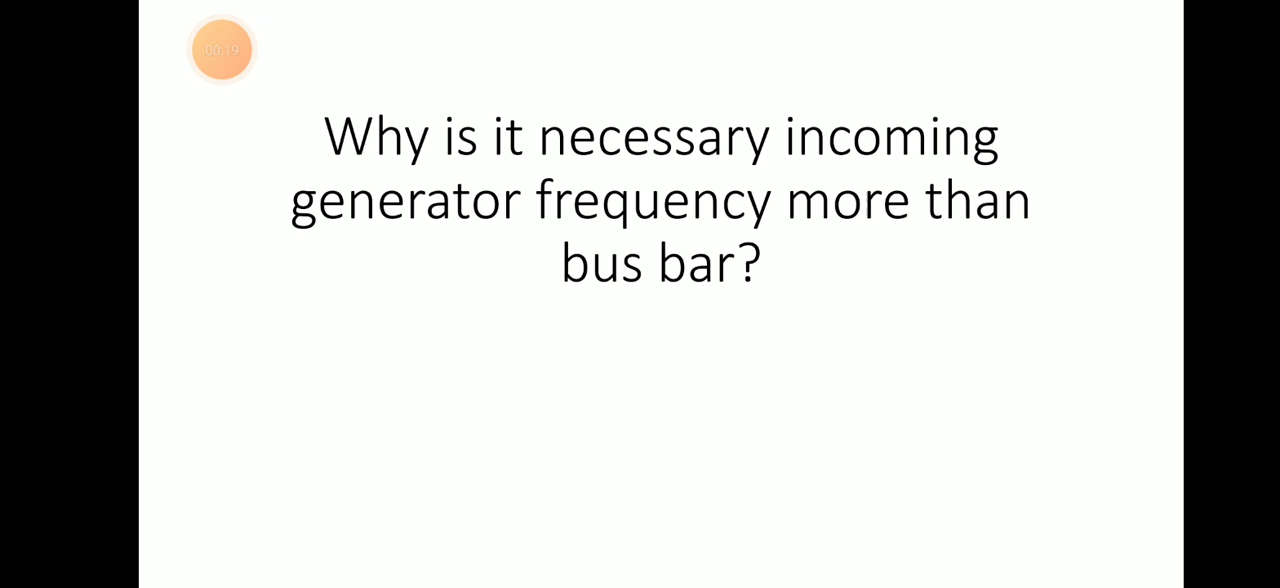 00:19
Why is it necessary incoming
generator frequency more than
bus bar?